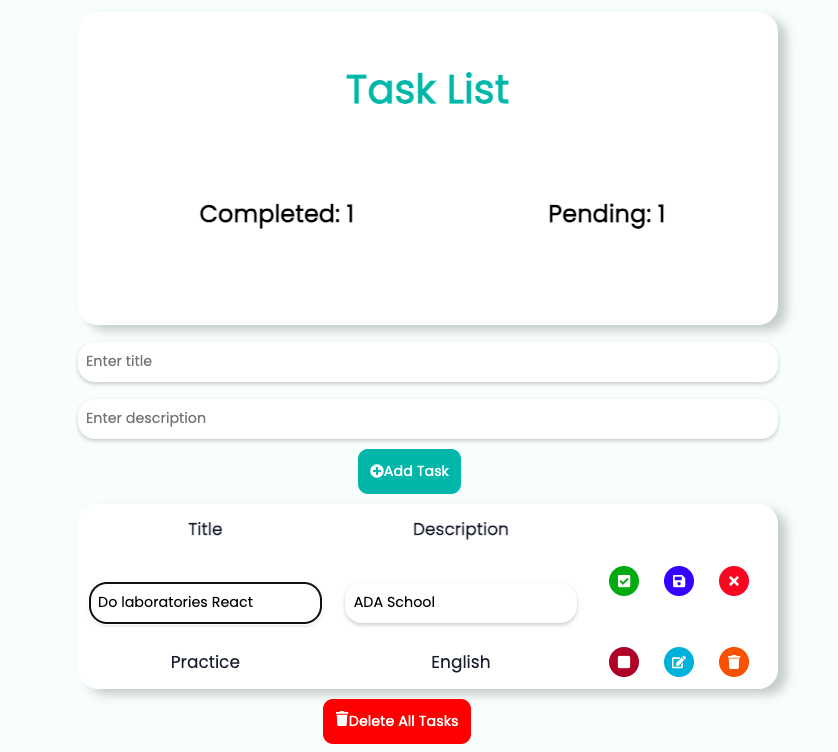 Task List
Completed: 1 Pending: 1
Enter title
Enter description
Add Task
Title Description
Do laboratories React ADA School
Practice English
Delete All Tasks